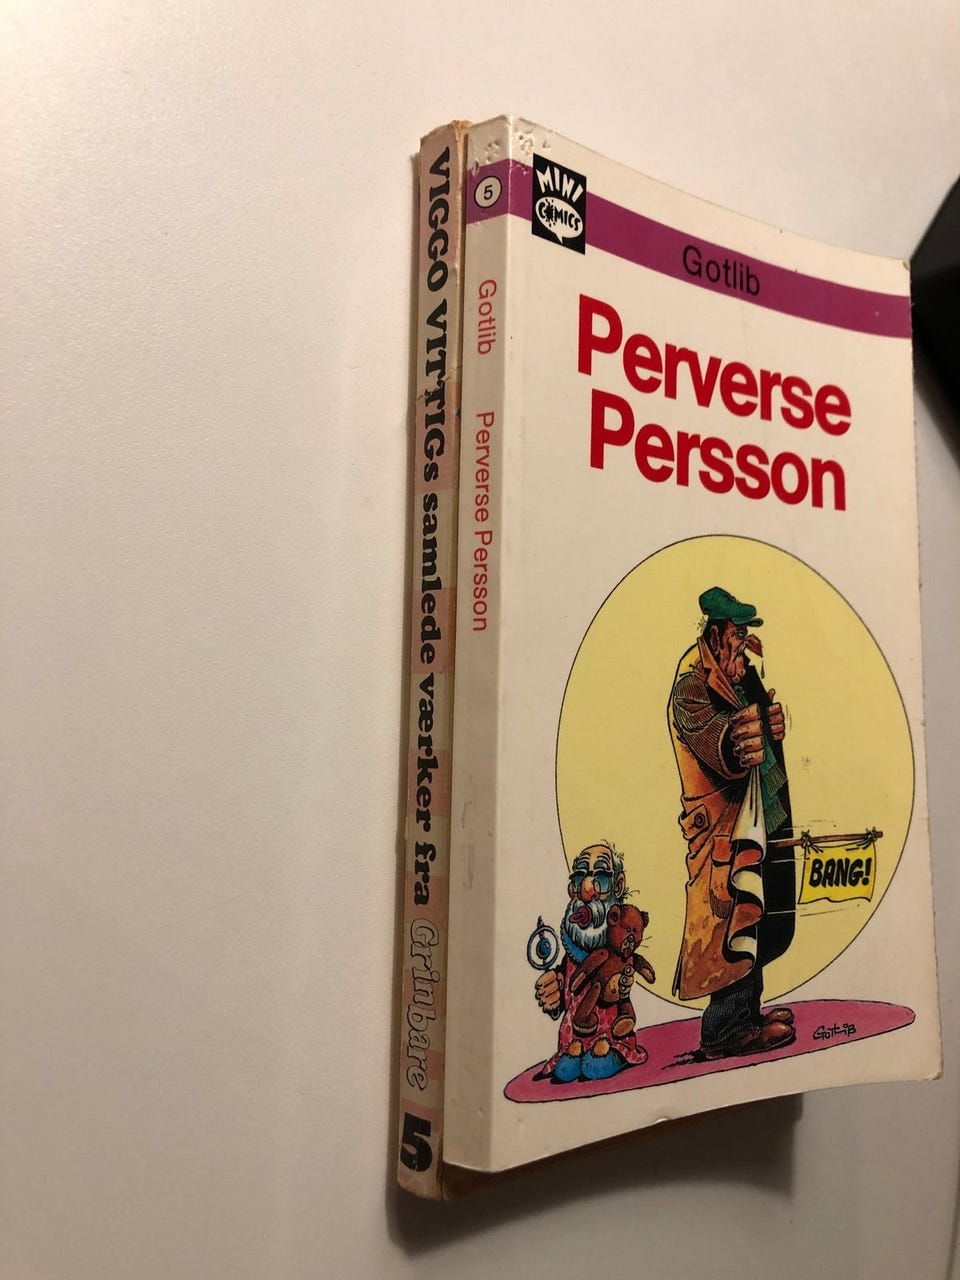 VIGGO VITTIGs samlede værker fra Grinbare 5
5
Gotlib Perverse Persson
MINI
COMICS
Gotlib
Perverse
Persson
BANG!
GOTLIB